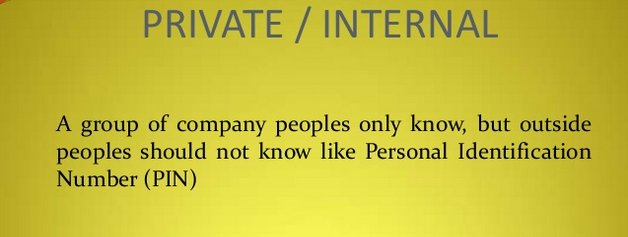 PRIVATE / INTERNAL
A group of company peoples only know, but outside
peoples should not know like Personal Identification
Number (PIN)